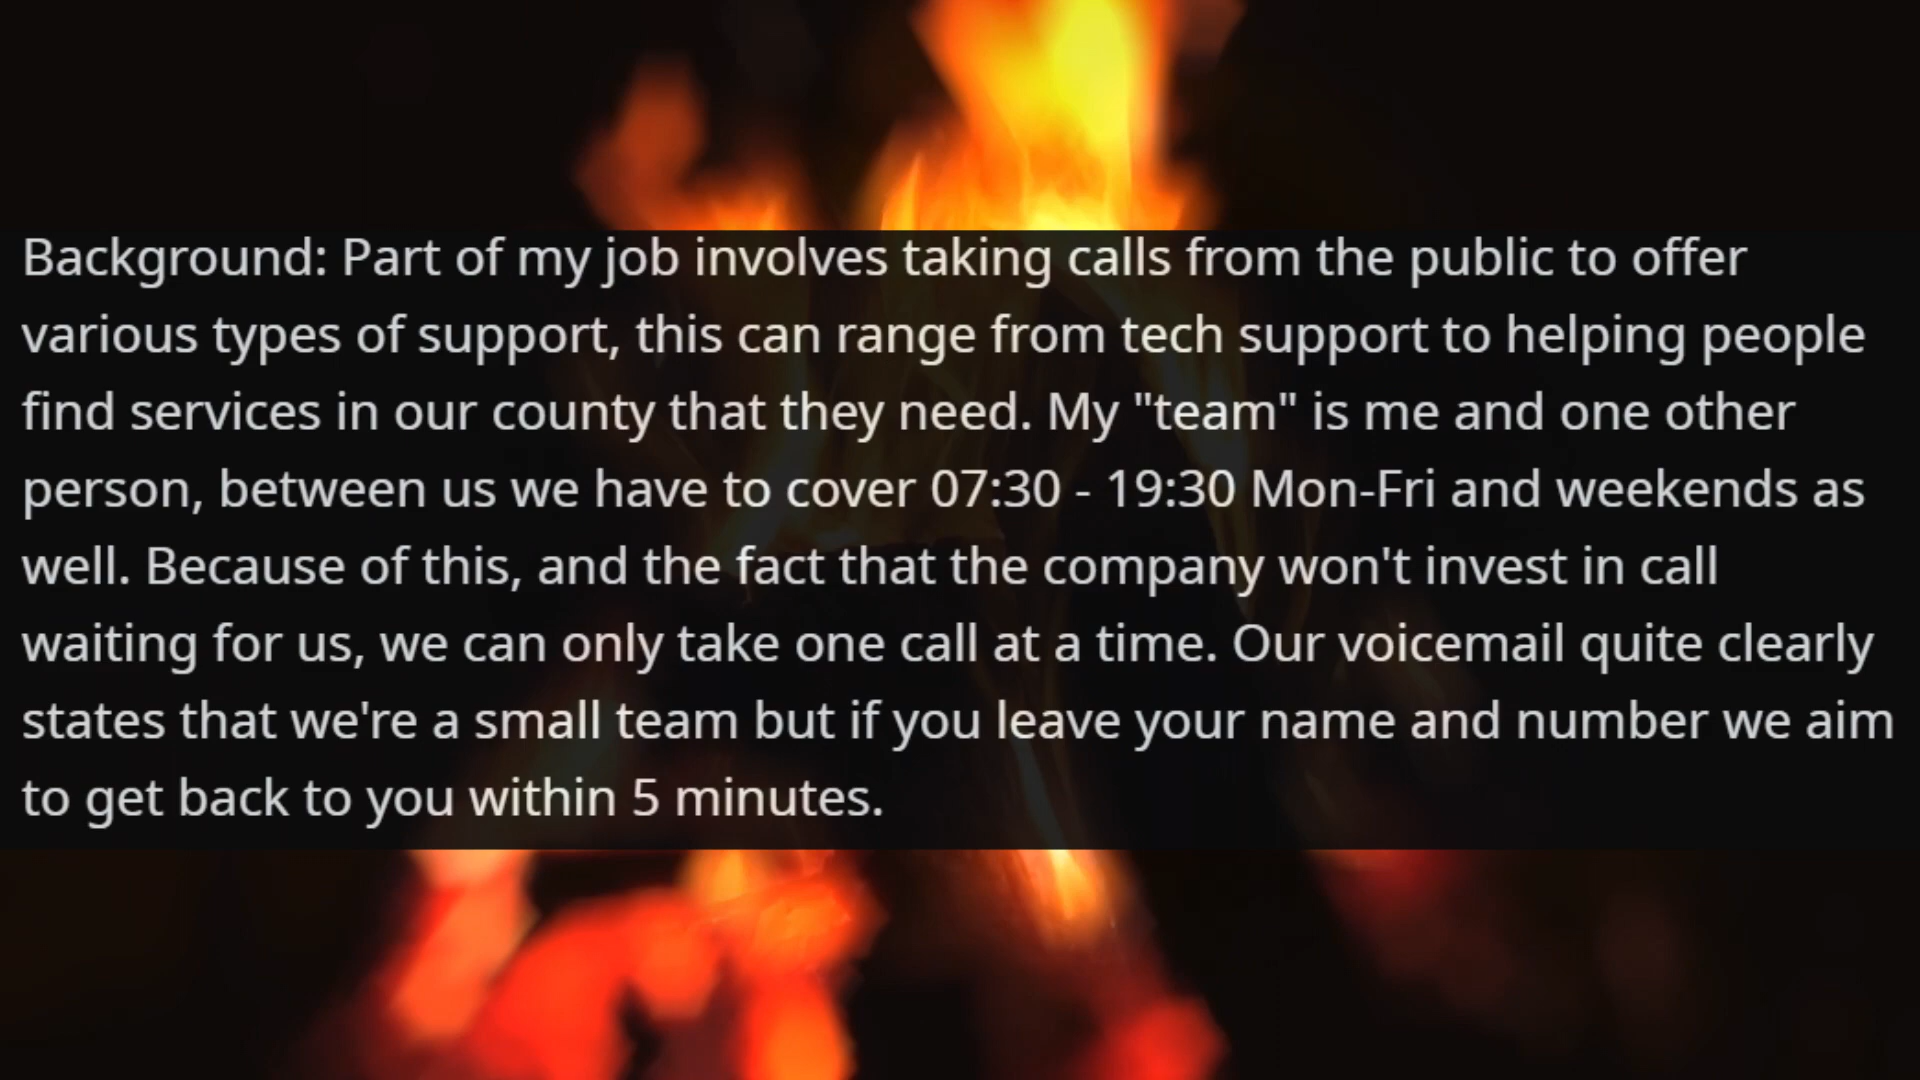 Background: Part of my job involves taking calls from the public to offer
various types of support, this can range from tech support to helping people
find services in our county that they need. My "team" is me and one other
person, between us we have to cover 07:30 - 19:30 Mon-Fri and weekends as
well. Because of this, and the fact that the company won't invest in call
waiting for us, we can only take one call at a time. Our voicemail quite clearly
states that we're a small team but if you leave your name and number we aim
to get back to you within 5 minutes.